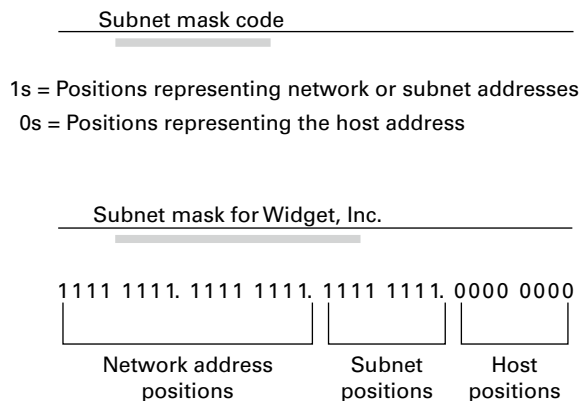 Subnet mask code
1s = Positions representing network or subnet addresses
0s = Positions representing the host address
Subnet mask for Widget, Inc.
1111 1111. 1111 1111. 1111 1111. 0000 0000
Network address positions
Subnet positions
Host positions